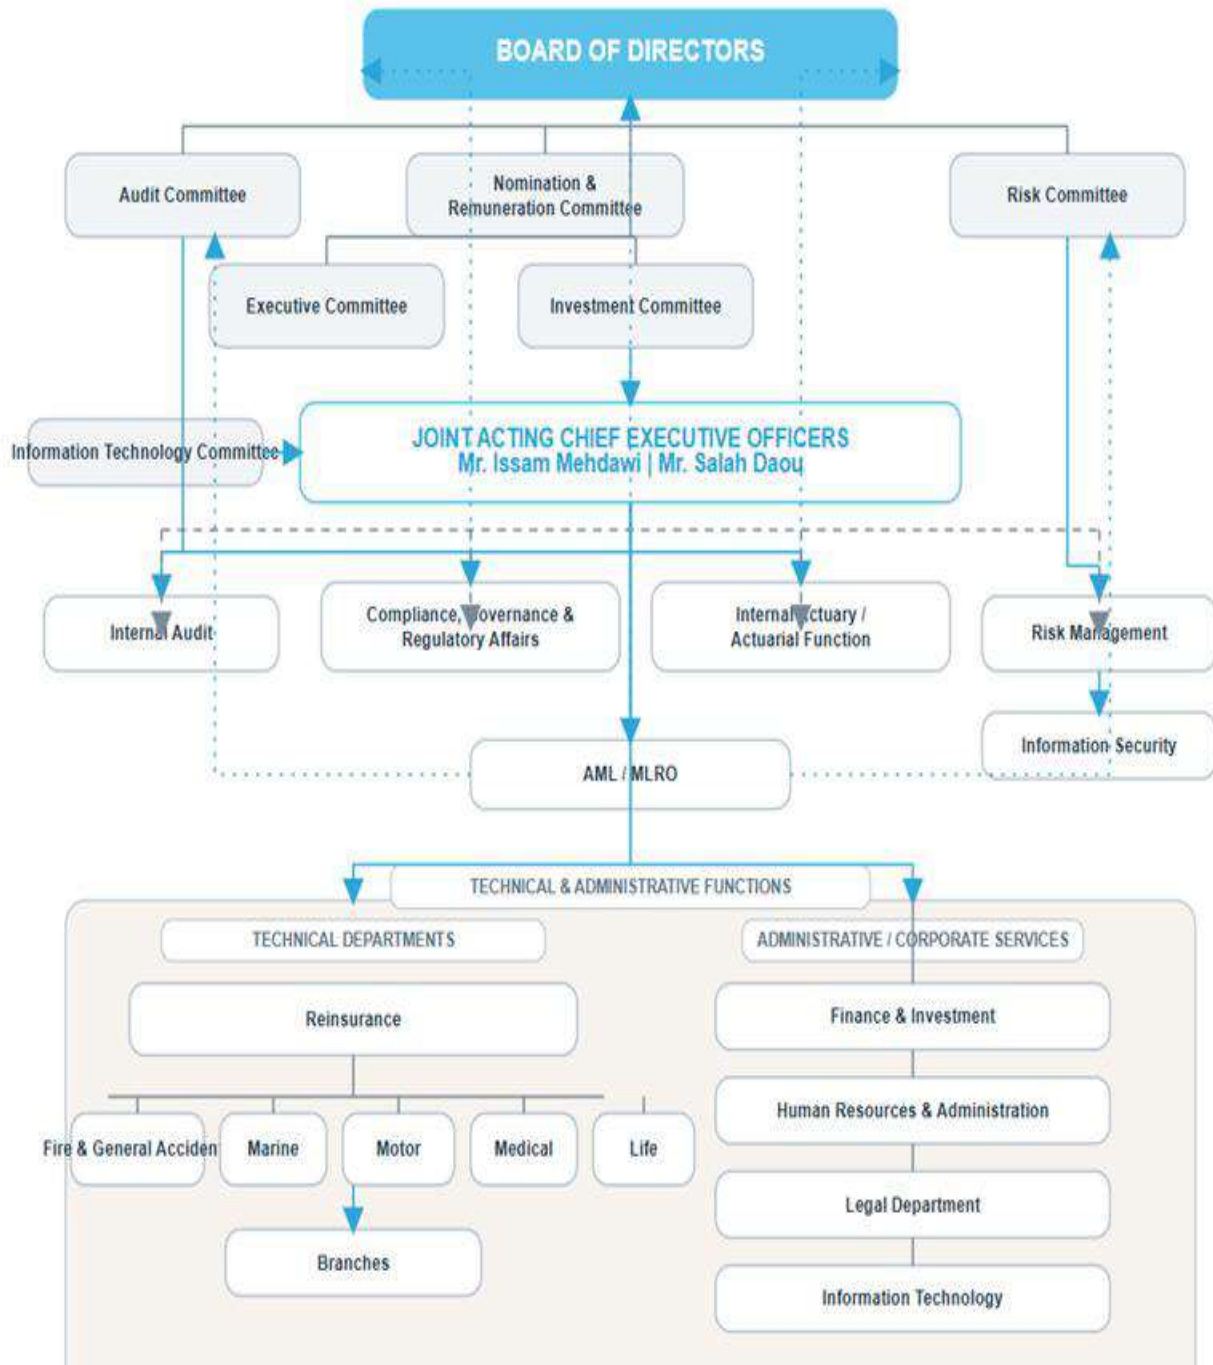 BOARD OF DIRECTORS
Audit Committee
Nomination &
Remuneration Committee
Risk Committee
Executive Committee
Investment Committee
Information Technology Committee
JOINT ACTING CHIEF EXECUTIVE OFFICERS
Mr. Issam Mehdawi | Mr. Salah Daou
Internal Audit
Compliance, Governance &
Regulatory Affairs
Internal Actuary /
Actuarial Function
Risk Management
Information Security
AML / MLRO
TECHNICAL & ADMINISTRATIVE FUNCTIONS
TECHNICAL DEPARTMENTS
ADMINISTRATIVE / CORPORATE SERVICES
Reinsurance
Finance & Investment
Human Resources & Administration
Fire & General Acciden
Marine
Motor
Medical
Life
Legal Department
Branches
Information Technology